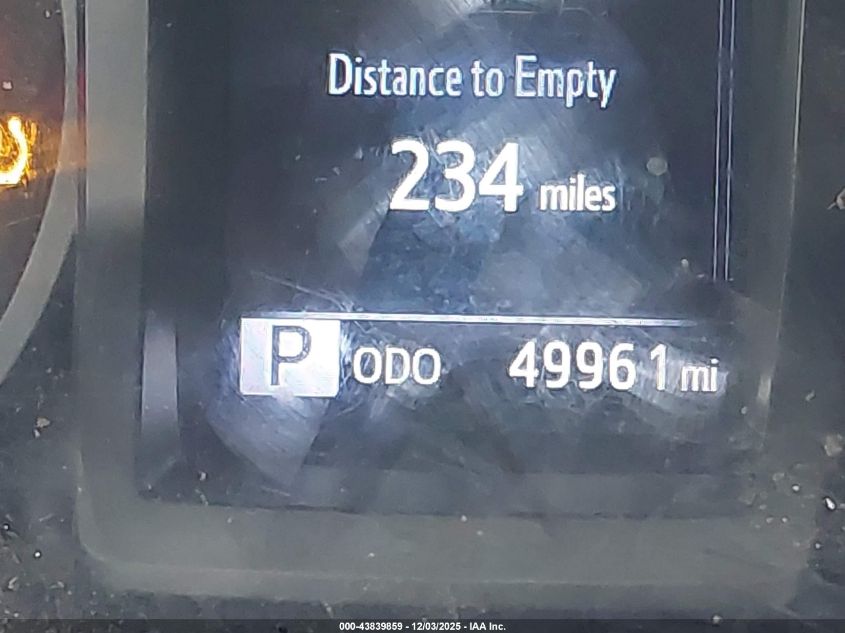 Distance to Empty
234 miles
P ODO 49961 mi
000-43839859 - 12/03/2025 - IAA Inc.